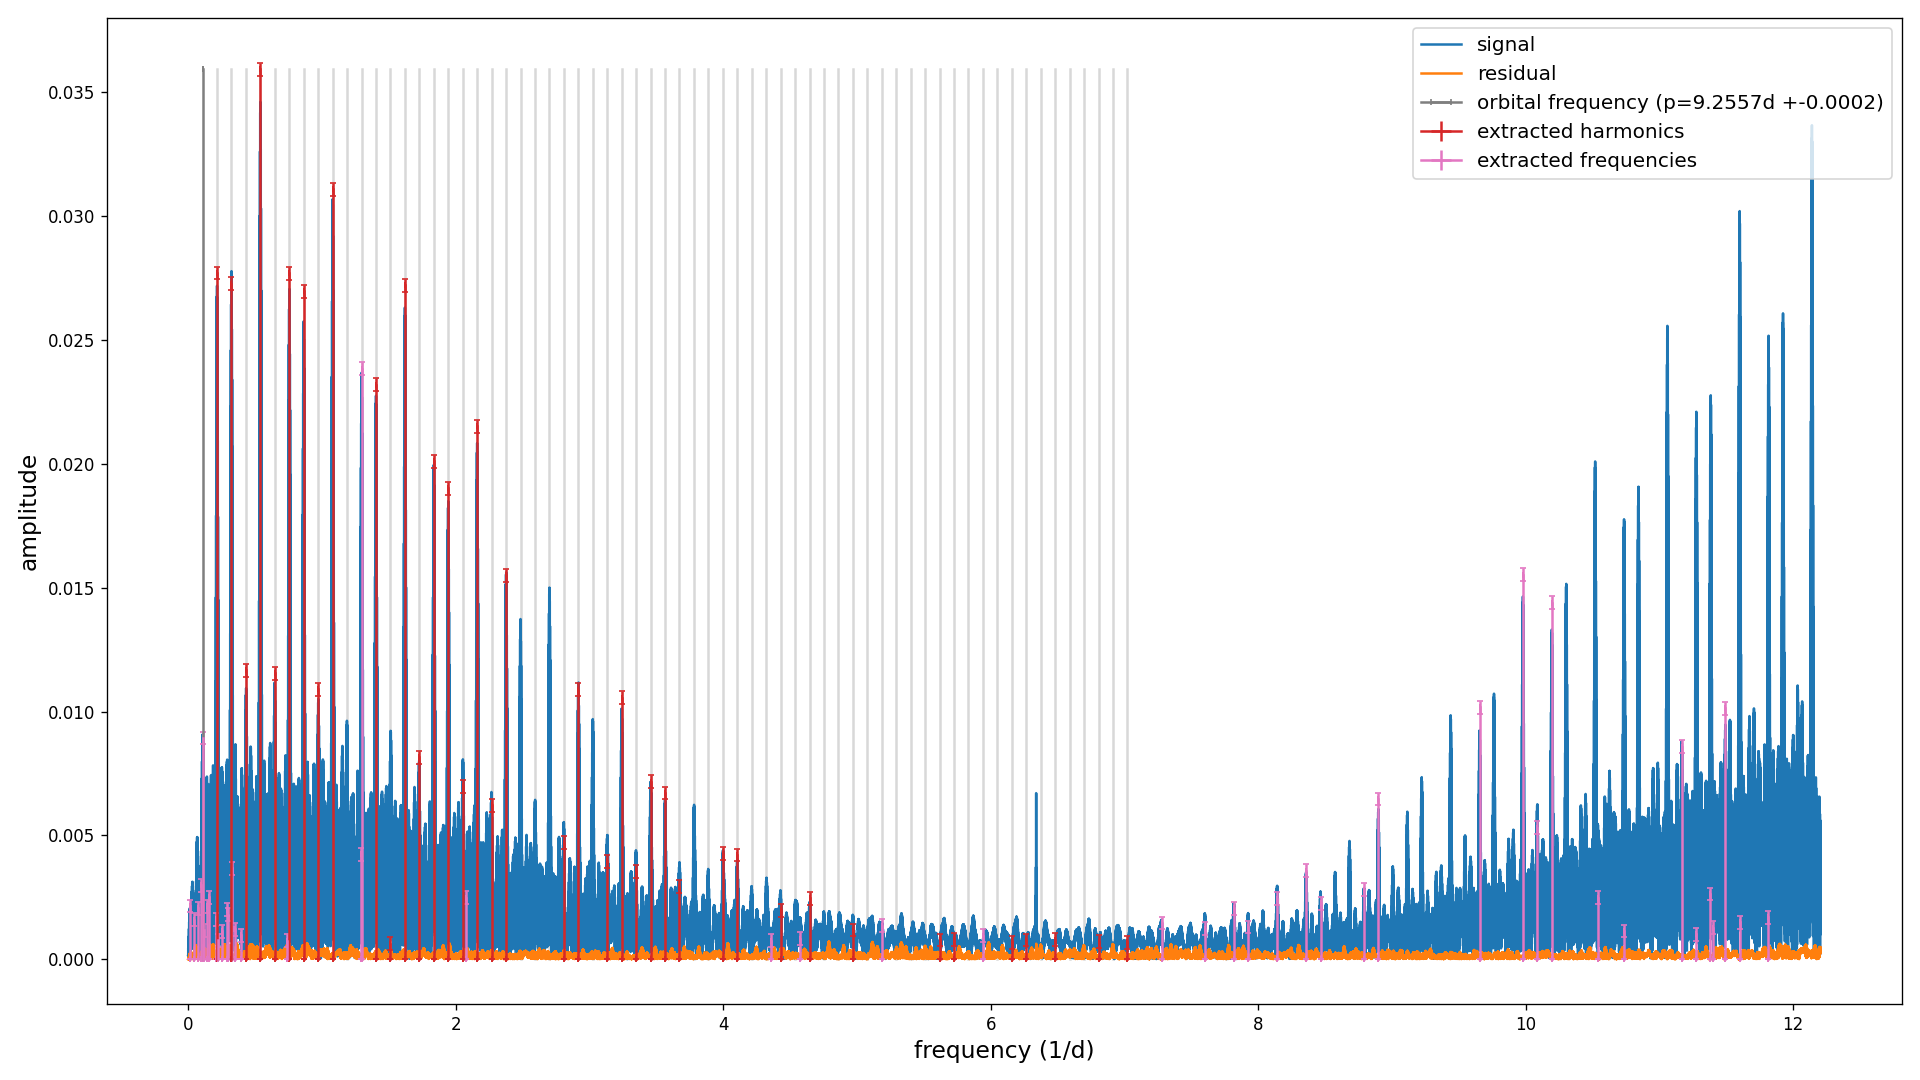 signal
residual
orbital frequency (p=9.2557d +-0.0002)
extracted harmonics
extracted frequencies
amplitude
0.035
0.030
0.025
0.020
0.015
0.010
0.005
0.000
0 2 4 6 8 10 12
frequency (1/d)